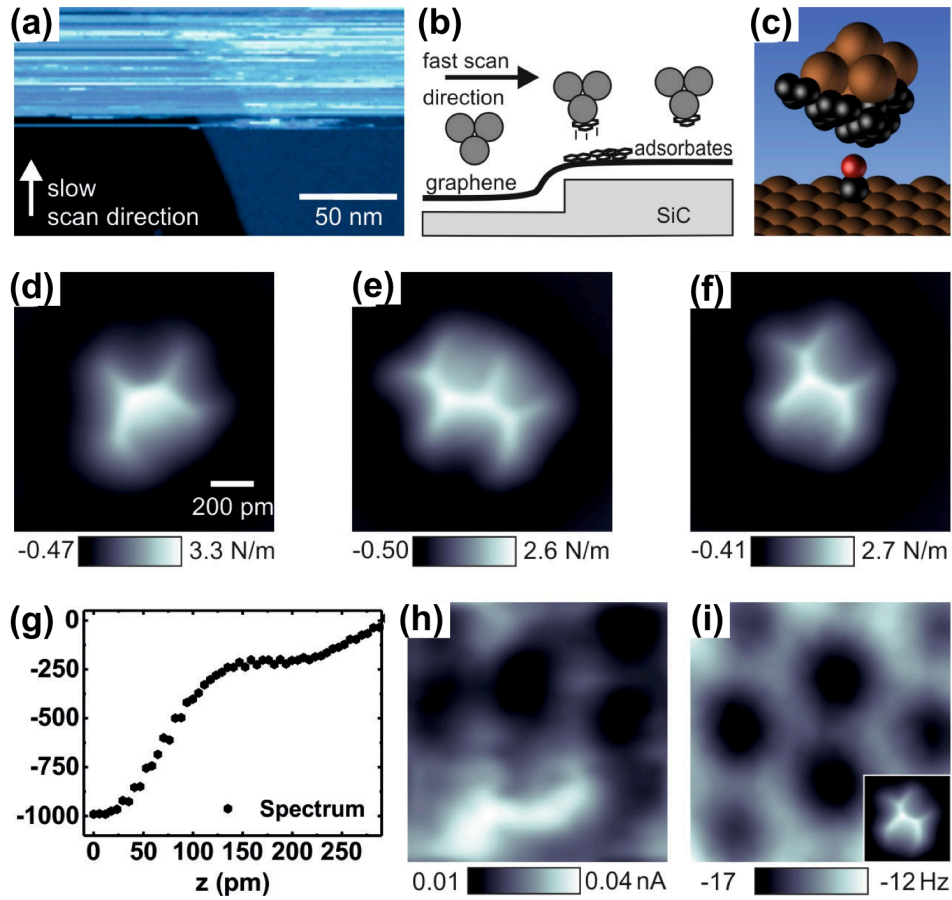 (a)
slow
scan direction
50 nm
(b)
fast scan
direction
graphene
adsorbates
SiC
(c)
(d)
200 pm
-0.47
3.3 N/m
(e)
-0.50
2.6 N/m
(f)
-0.41
2.7 N/m
(g)
0
-250
-500
-750
-1000
Spectrum
0 50 100 150 200 250
z (pm)
(h)
0.01
0.04 nA
(i)
-17
-12 Hz